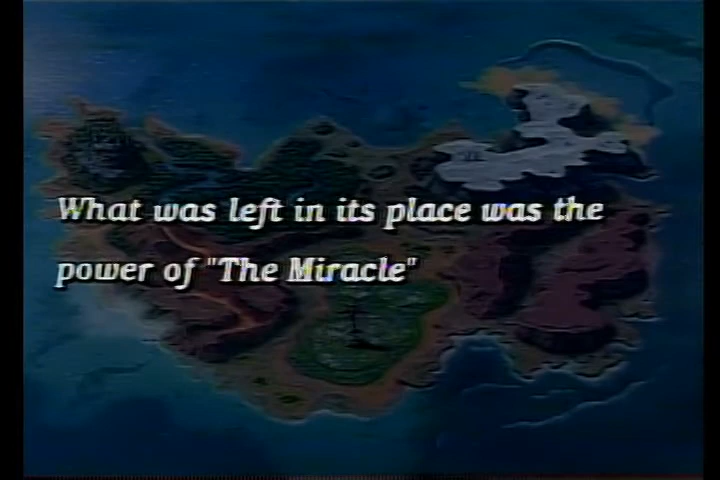 What was left in its place was the
power of "The Miracle"